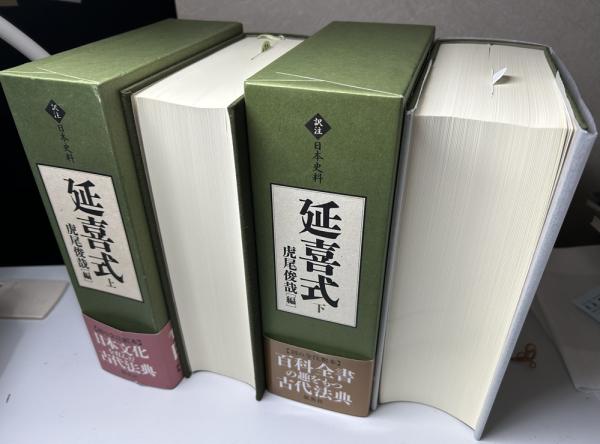 訳注
日本史料
延喜式 上
虎尾俊哉[編]
日本文化
古代法典
訳注
日本史料
延喜式 下
虎尾俊哉[編]
百科全書
の趣をもつ
古代法典